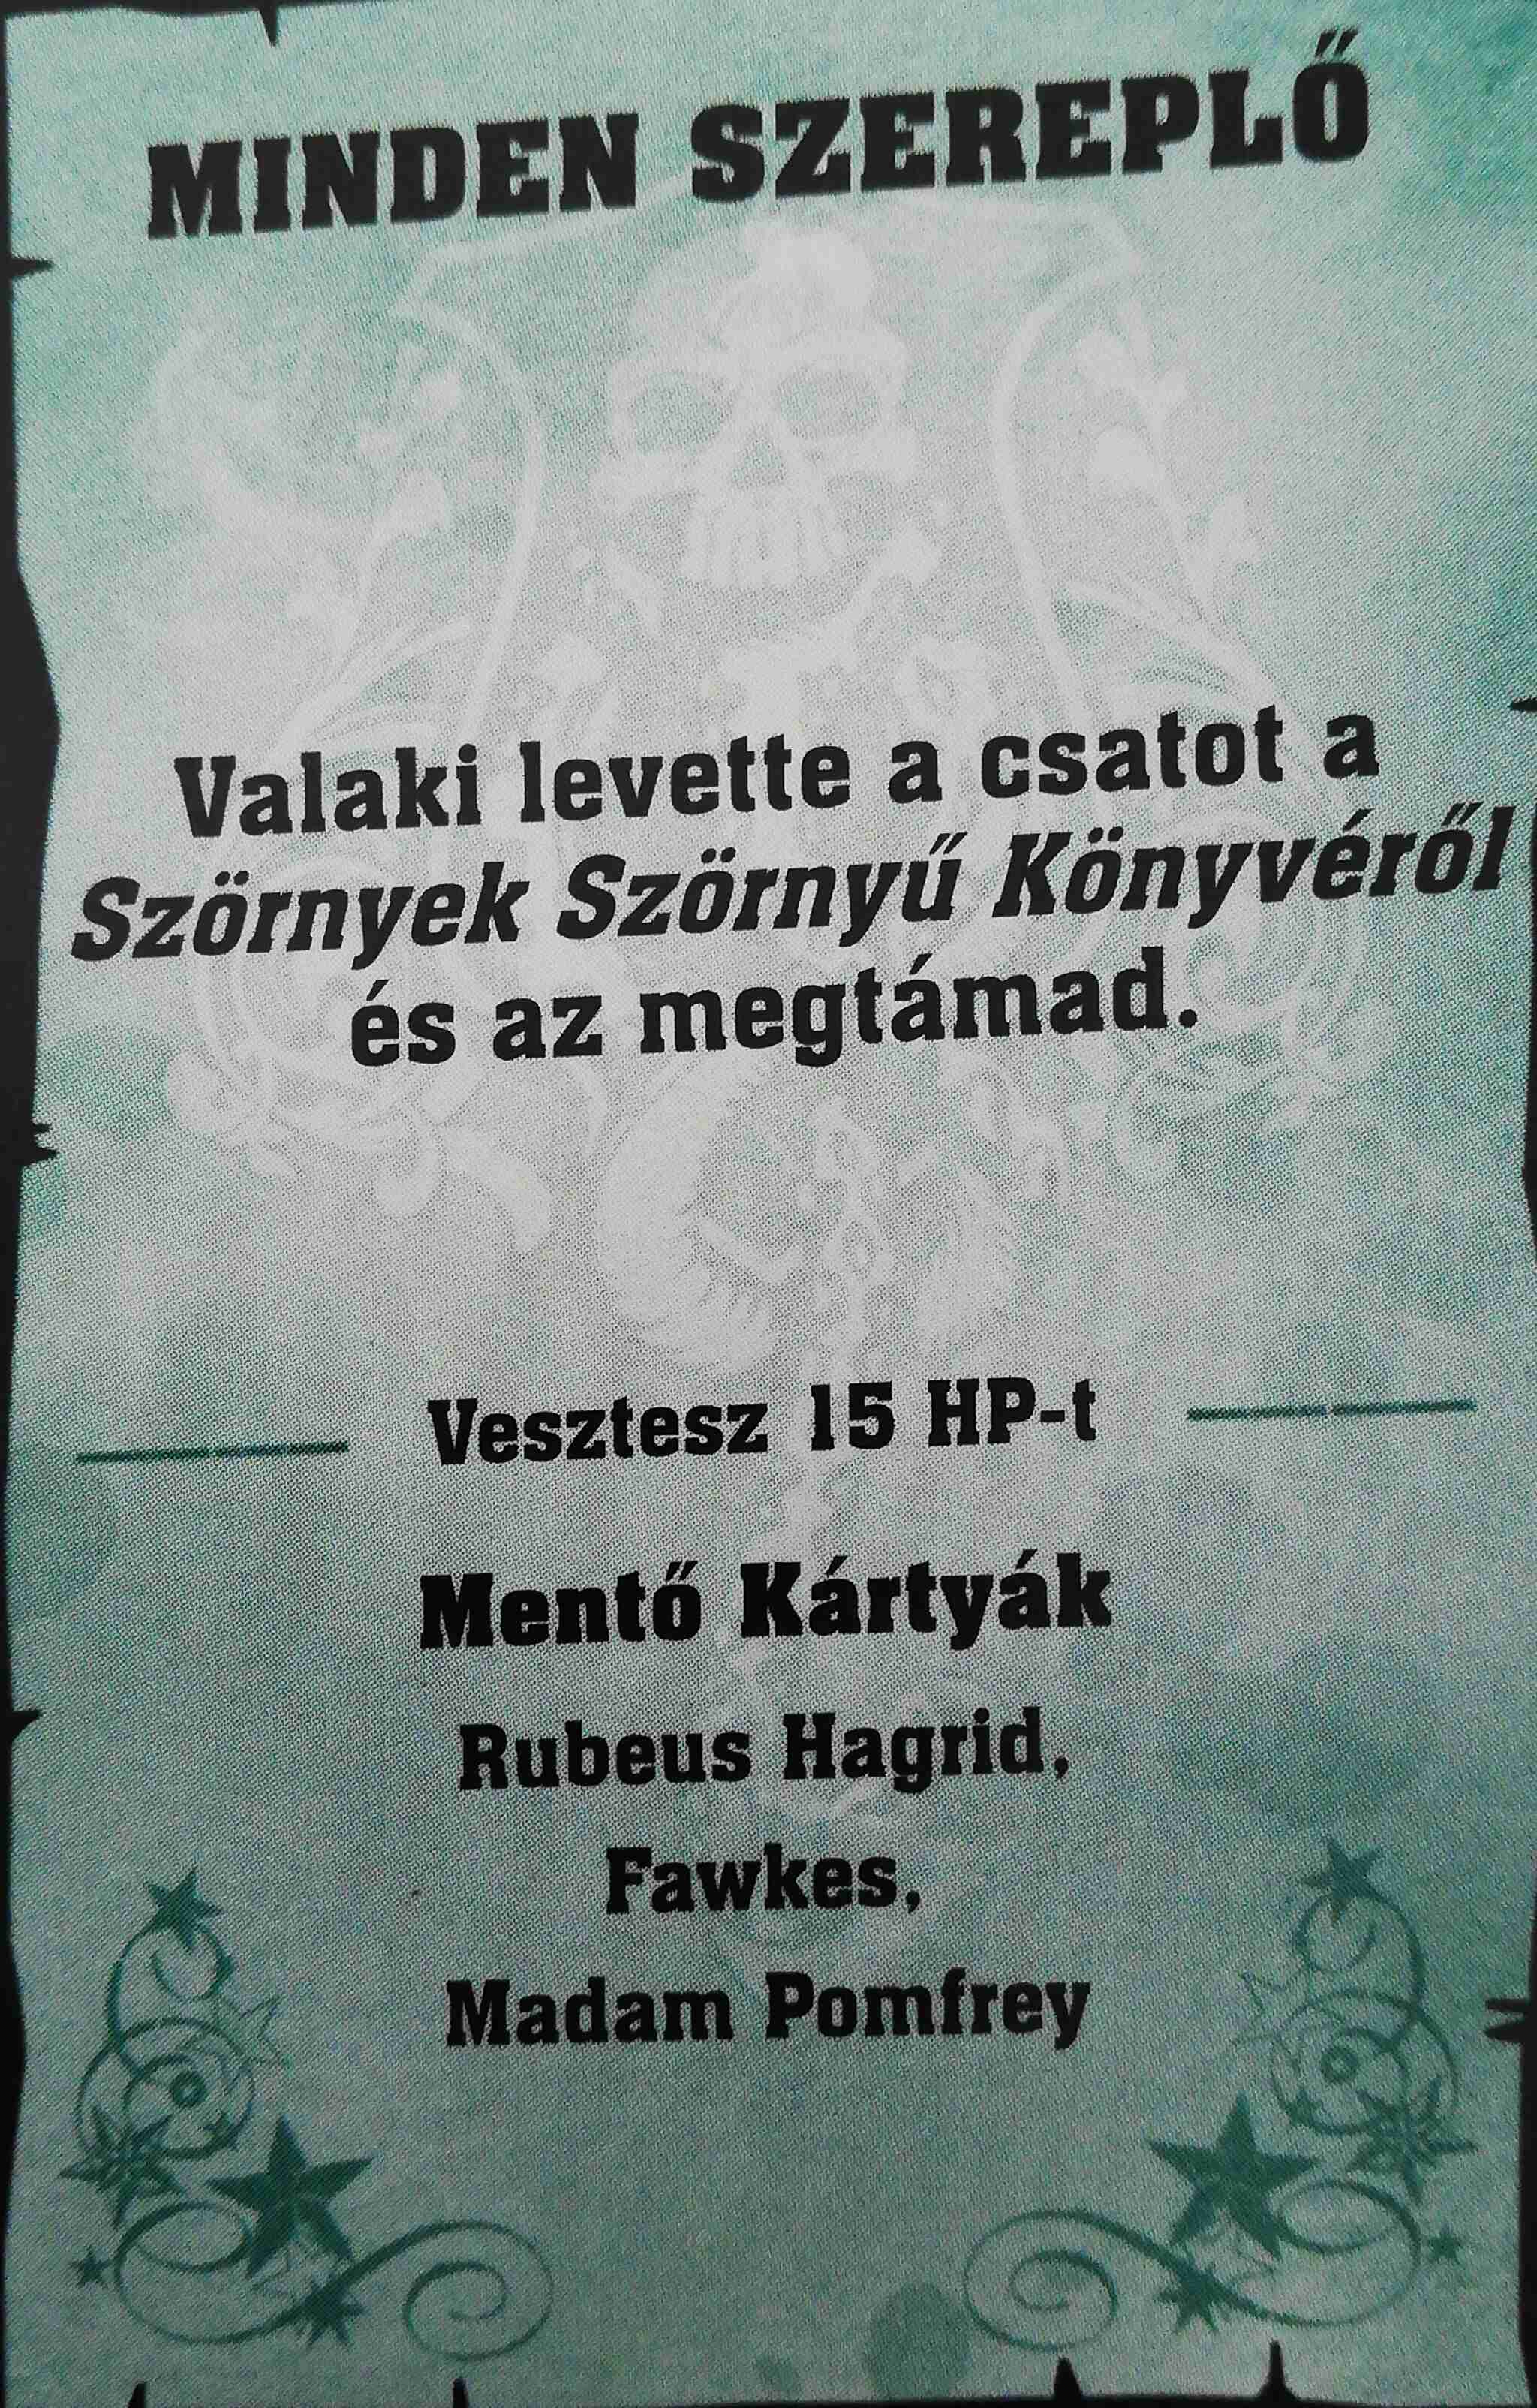 MINDEN SZEREPLŐ
Valaki levette a csatot a
Szörnyek Szörnyű Könyvéről
és az megtámad.
Vesztesz 15 HP-t
Mentő Kártyák
Rubeus Hagrid,
Fawkes,
Madam Pomfrey